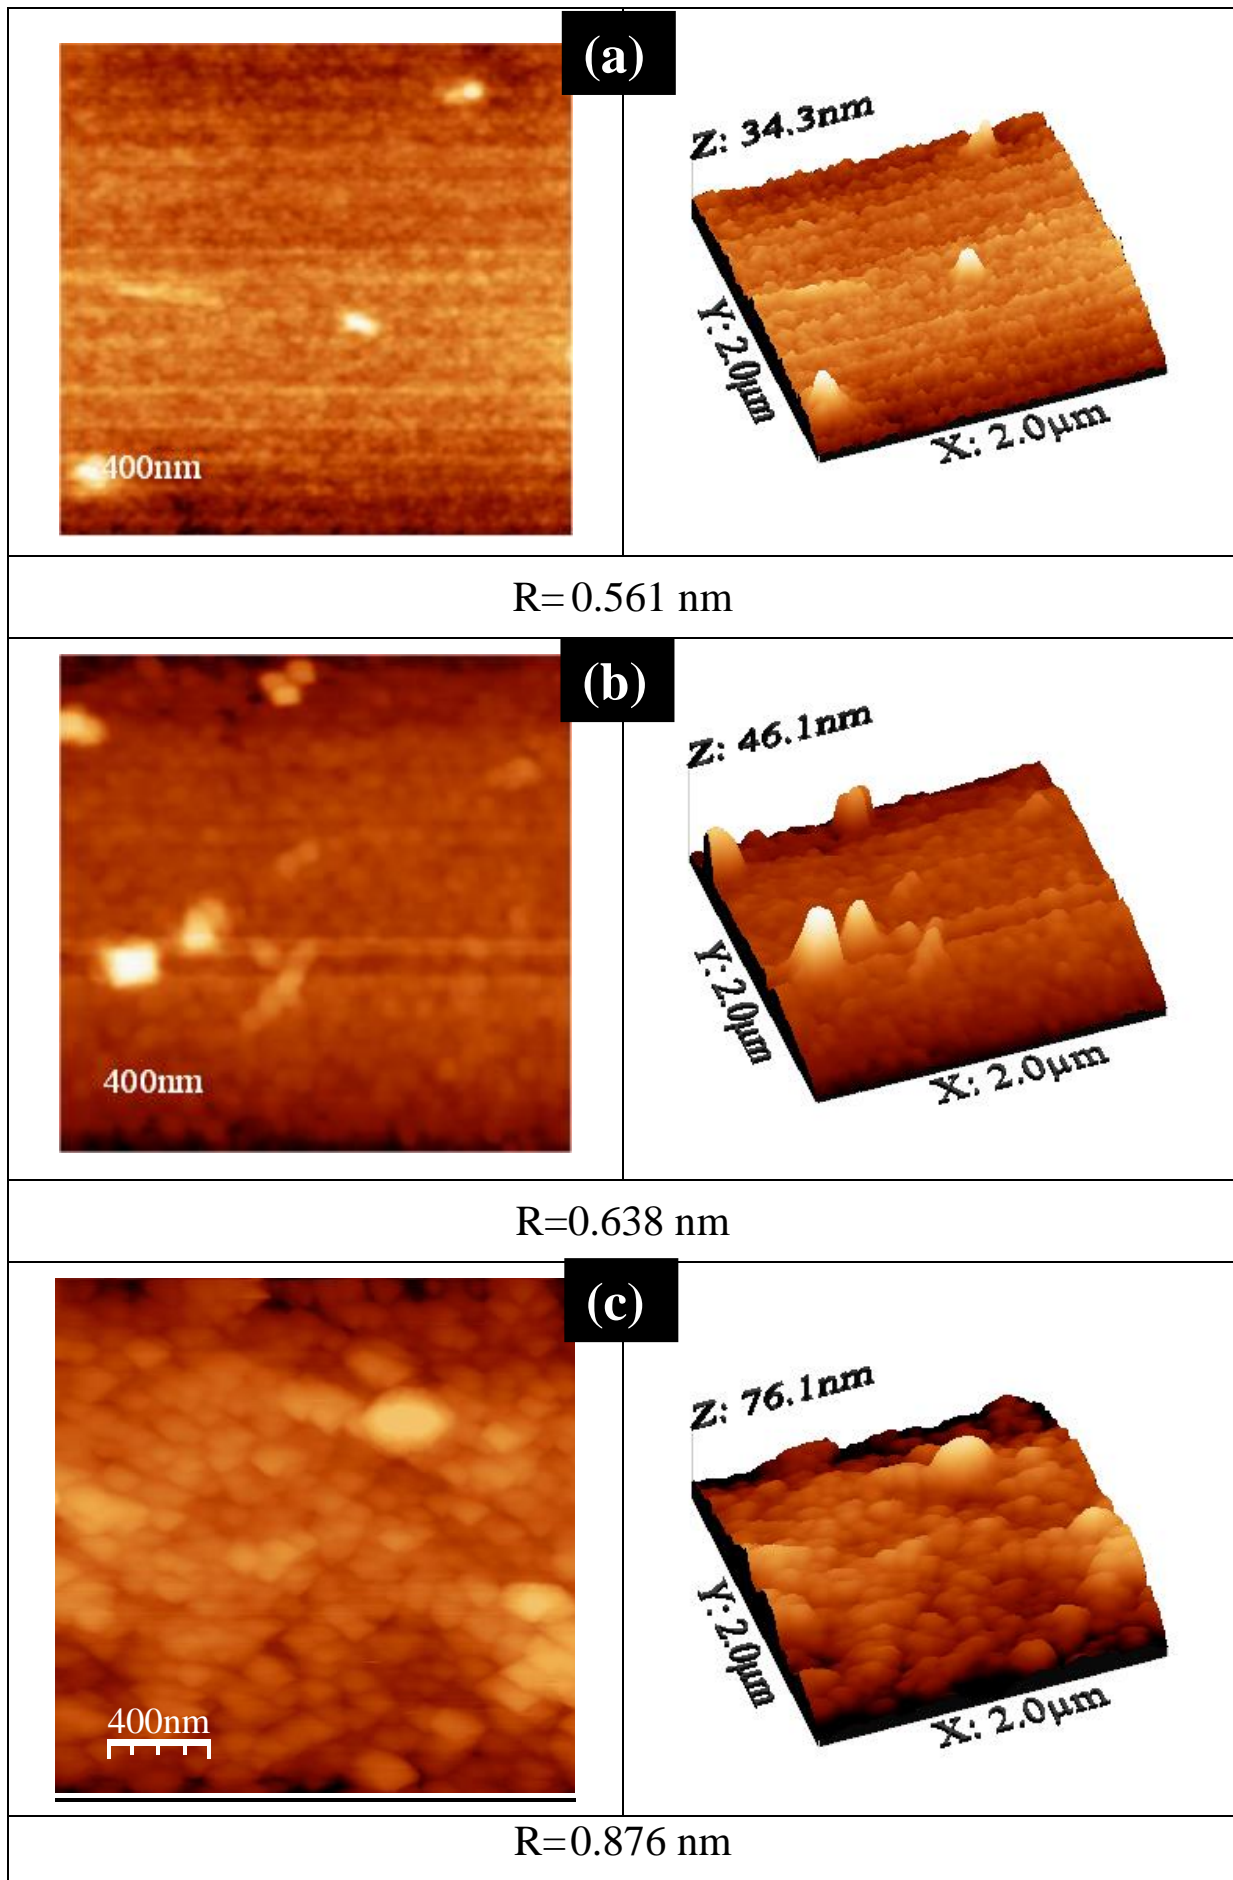 (a)
400nm
Z: 34.3nm
Y: 2.0µm
X: 2.0µm
R= 0.561 nm
(b)
400nm
Z: 46.1nm
Y: 2.0µm
X: 2.0µm
R=0.638 nm
(c)
400nm
Z: 76.1nm
Y: 2.0µm
X: 2.0µm
R=0.876 nm